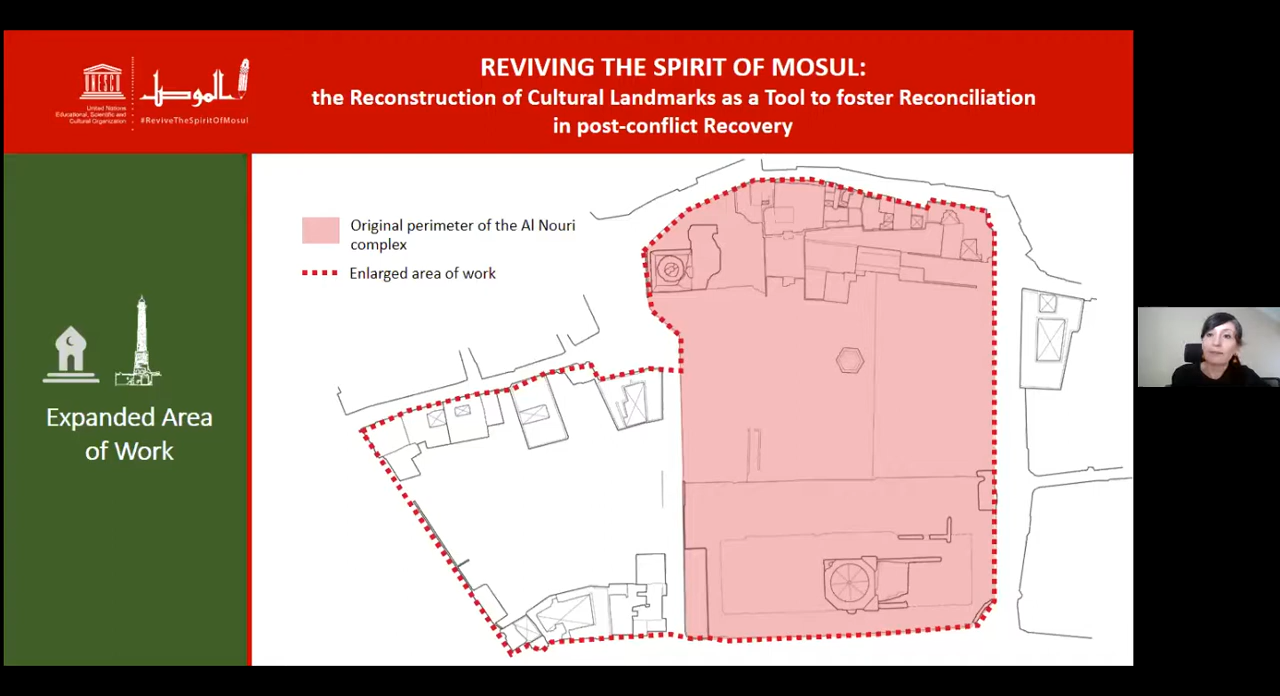 REVIVING THE SPIRIT OF MOSUL:
the Reconstruction of Cultural Landmarks as a Tool to foster Reconciliation
in post-conflict Recovery
UNESCO
United Nations
Educational, Scientific and
Cultural Organization
الموصل
#ReviveTheSpiritOfMosul
Original perimeter of the Al Nouri
complex
Enlarged area of work
Expanded Area
of Work